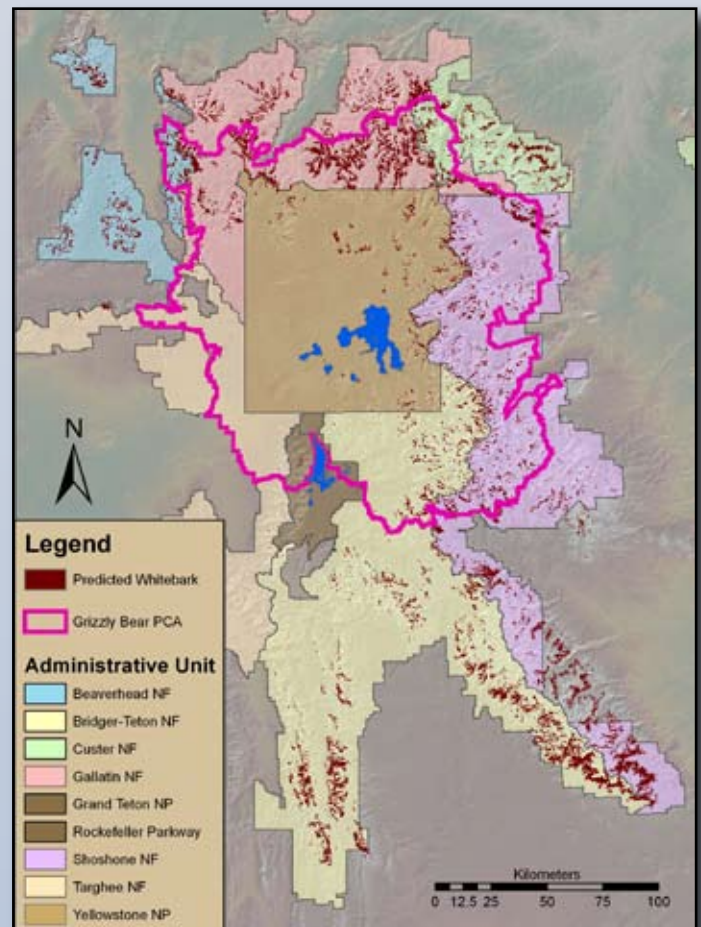 N
Legend
Predicted Whitebark
Grizzly Bear PCA
Administrative Unit
Beaverhead NF
Bridger-Teton NF
Custer NF
Gallatin NF
Grand Teton NP
Rockefeller Parkway
Shoshone NF
Targhee NF
Yellowstone NP
Kilometers
0 12.5 25 50 75 100